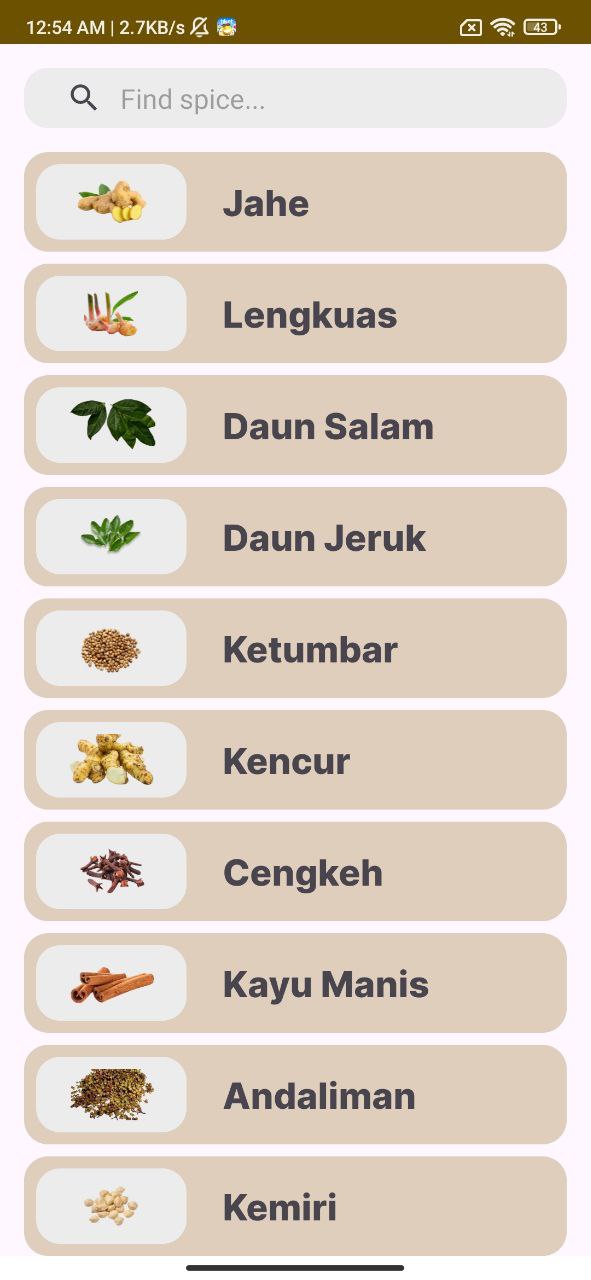 12:54 AM | 2.7KB/s
43
Find spice...
Jahe
Lengkuas
Daun Salam
Daun Jeruk
Ketumbar
Kencur
Cengkeh
Kayu Manis
Andaliman
Kemiri